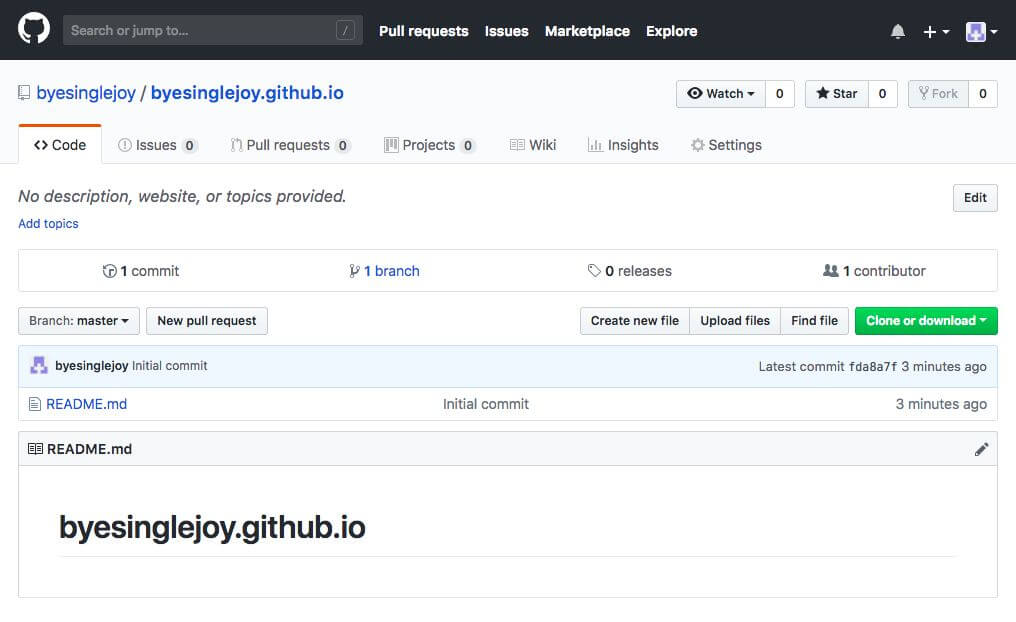 Search or jump to... /
Pull requests Issues Marketplace Explore
byesinglejoy / byesinglejoy.github.io
Watch 0 Star 0 Fork 0
Code Issues 0 Pull requests 0 Projects 0 Wiki Insights Settings
No description, website, or topics provided.
Edit
Add topics
1 commit 1 branch 0 releases 1 contributor
Branch: master New pull request Create new file Upload files Find file Clone or download
byesinglejoy Initial commit Latest commit fda8a7f 3 minutes ago
README.md Initial commit 3 minutes ago
README.md
byesinglejoy.github.io